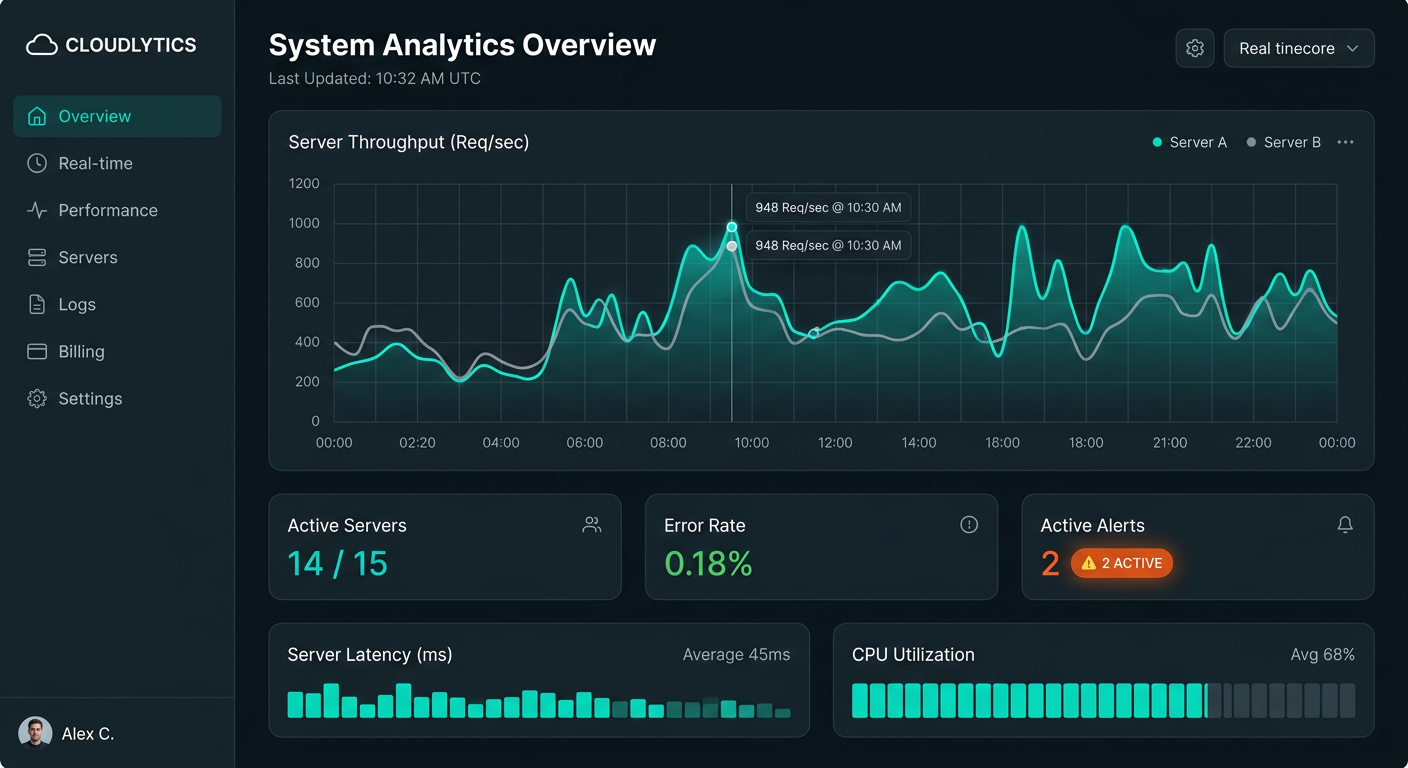 CLOUDLYTICS
Overview
Real-time
Performance
Servers
Logs
Billing
Settings
Alex C.
System Analytics Overview
Last Updated: 10:32 AM UTC
Real tinecore
Server Throughput (Req/sec)
Server A
Server B
1200
1000
800
600
400
200
0
948 Req/sec @ 10:30 AM
948 Req/sec @ 10:30 AM
00:00 02:20 04:00 06:00 08:00 10:00 12:00 14:00 16:00 18:00 21:00 22:00 00:00
Active Servers
14 / 15
Error Rate
0.18%
Active Alerts
2
2 ACTIVE
Server Latency (ms)
Average 45ms
CPU Utilization
Avg 68%